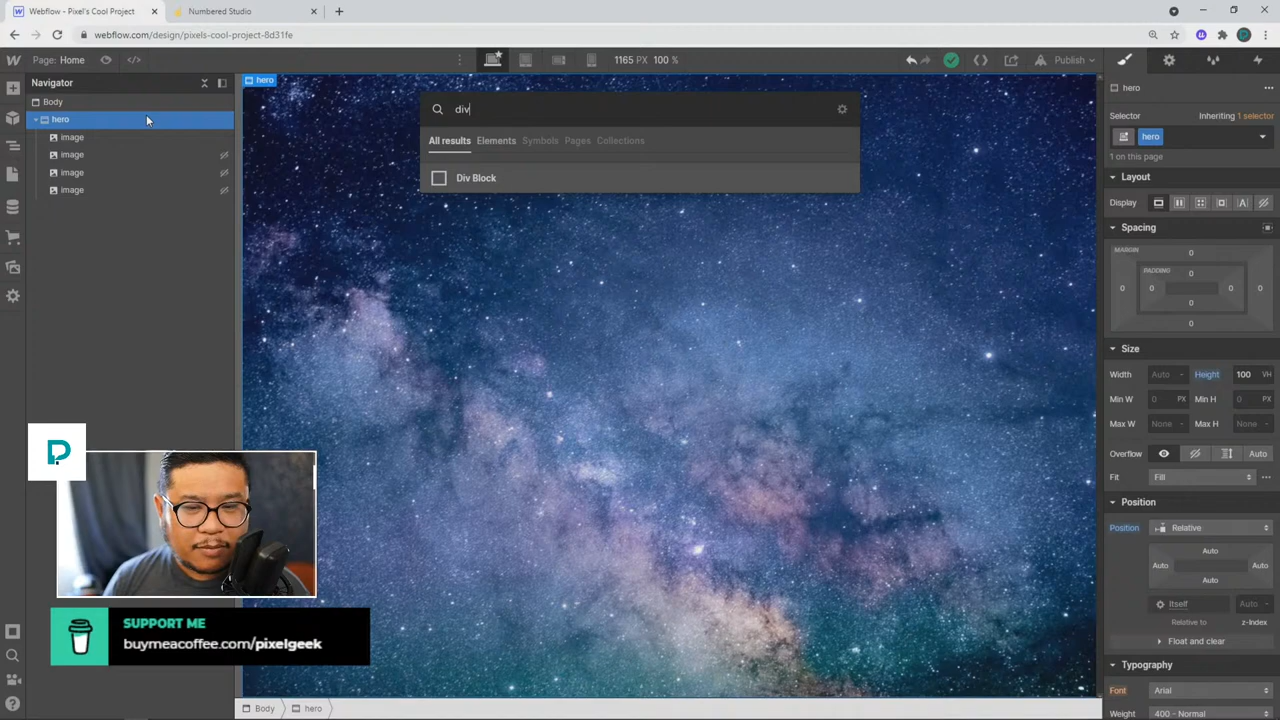 Webflow - Pixel's Cool Project
Numbered Studio
webflow.com/design/pixels-cool-project-8d31fe
Page: Home
1165 PX 100 %
Publish
Navigator
Body
hero
image
image
image
image
hero
div
All results Elements Symbols Pages Collections
Div Block
hero
Selector
Inheriting 1 selector
hero
1 on this page
Layout
Display
Spacing
MARGIN
0
PADDING
0
0 0 0 0
0
0
Size
Width Auto - Height 100 VH
Min W 0 PX Min H 0 PX
Max W None - Max H None -
Overflow Auto
Fit Fill
Position
Position Relative
Auto
Auto Auto
Auto
Itself Auto
Relative to z-Index
Float and clear
Typography
Font Arial
Weight 400 - Normal
SUPPORT ME
buymeacoffee.com/pixelgeek
Body hero